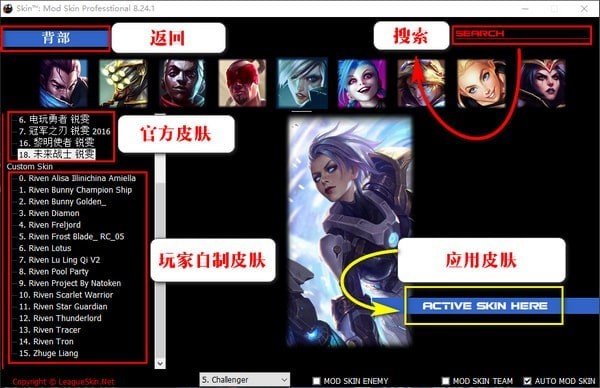 Skin™: Mod Skin Professtional 8.24.1
背部
返回
搜索
SEARCH
6. 电玩勇者 锐雯
7. 冠军之刃 锐雯 2016
16. 黎明使者 锐雯
18. 未来战士 锐雯
官方皮肤
Custom Skin
0. Riven Alisa Illinichina Amiella
1. Riven Bunny Champion Ship
2. Riven Bunny Golden_
3. Riven Diamon
4. Riven Freljord
5. Riven Frost Blade_ RC_05
6. Riven Lotus
7. Riven Lu Ling Qi V2
8. Riven Pool Party
9. Riven Project By Natoken
10. Riven Scarlet Warrior
11. Riven Star Guardian
12. Riven Thunderlord
13. Riven Tracer
14. Riven Tron
15. Zhuge Liang
玩家自制皮肤
应用皮肤
ACTIVE SKIN HERE
Copyright © LeagueSkin.Net
5. Challenger
MOD SKIN ENEMY
MOD SKIN TEAM
AUTO MOD SKIN